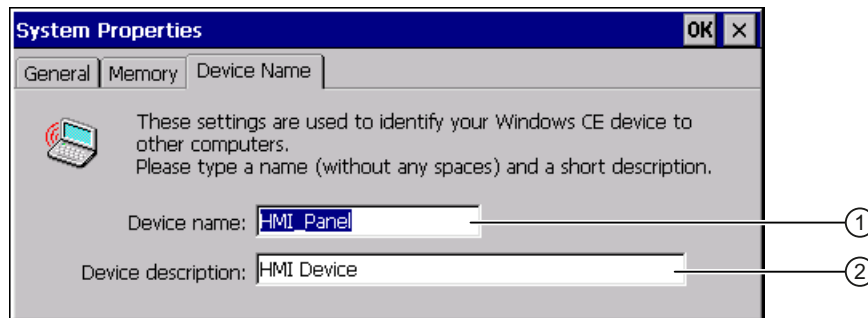 System Properties OK ×
General Memory Device Name
These settings are used to identify your Windows CE device to
other computers.
Please type a name (without any spaces) and a short description.
Device name: HMI_Panel 1
Device description: HMI Device 2